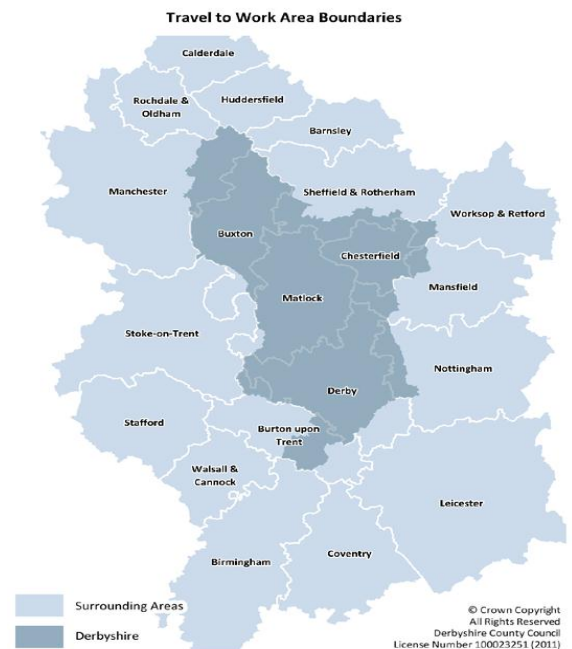 Travel to Work Area Boundaries
Calderdale
Rochdale &
Oldham
Huddersfield
Barnsley
Manchester
Sheffield & Rotherham
Worksop & Retford
Buxton
Chesterfield
Mansfield
Matlock
Stoke-on-Trent
Nottingham
Derby
Stafford
Burton upon
Trent
Walsall &
Cannock
Leicester
Birmingham
Coventry
Surrounding Areas
Derbyshire
© Crown Copyright
All Rights Reserved
Derbyshire County Council
License Number 100023251 (2011)